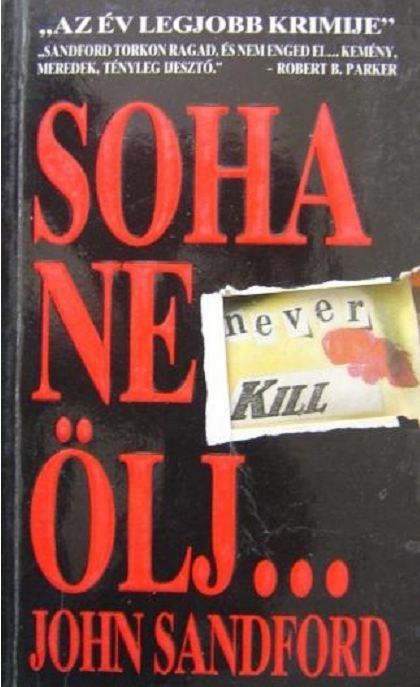 „AZ ÉV LEGJOBB KRIMIJE”
„SANDFORD TORKON RAGAD, ÉS NEM ENGED EL... KEMÉNY,
MEREDEK, TÉNYLEG IJESZTŐ.” – ROBERT B. PARKER
SOHA
NE
never
KILL
ÖLJ...
JOHN SANDFORD